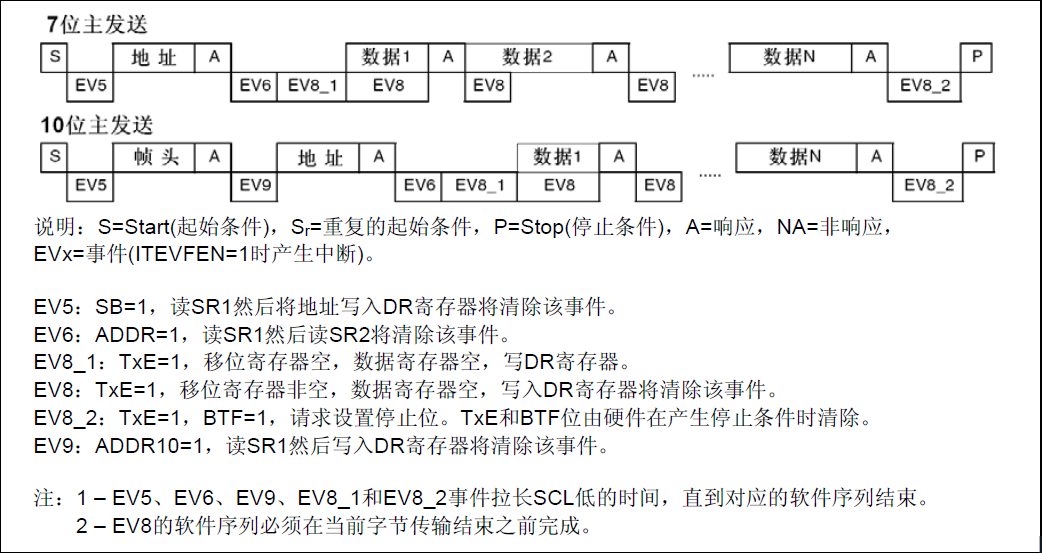 7位主发送
S 地址 A 数据1 A 数据2 A ..... 数据N A P
EV5 EV6 EV8_1 EV8 EV8 EV8 EV8_2
10位主发送
S 帧头 A 地址 A 数据1 A ..... 数据N A P
EV5 EV9 EV6 EV8_1 EV8 EV8 EV8_2
说明：S=Start(起始条件)，Sr=重复的起始条件，P=Stop(停止条件)，A=响应，NA=非响应，
EVx=事件(ITEVFEN=1时产生中断)。
EV5：SB=1，读SR1然后将地址写入DR寄存器将清除该事件。
EV6：ADDR=1，读SR1然后读SR2将清除该事件。
EV8_1：TxE=1，移位寄存器空，数据寄存器空，写DR寄存器。
EV8：TxE=1，移位寄存器非空，数据寄存器空，写入DR寄存器将清除该事件。
EV8_2：TxE=1，BTF=1，请求设置停止位。TxE和BTF位由硬件在产生停止条件时清除。
EV9：ADDR10=1，读SR1然后写入DR寄存器将清除该事件。
注：1 – EV5、EV6、EV9、EV8_1和EV8_2事件拉长SCL低的时间，直到对应的软件序列结束。
2 – EV8的软件序列必须在当前字节传输结束之前完成。